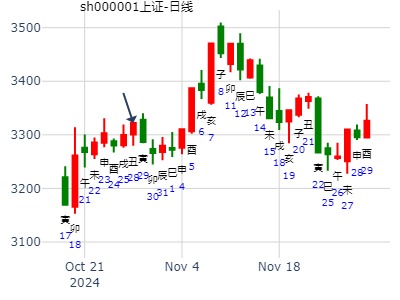 sh000001上证-日线
3500
3400
3300
3200
3100
寅
17
卯
18
午
21
未
22
申
23
酉
24
戌
25
丑
28
寅
29
卯
30
辰
31
巳
1
申
4
酉
5
戌
6
亥
7
子
8
卯
11
辰
12
巳
13
午
14
未
15
戌
18
亥
19
子
20
丑
21
寅
22
巳
25
午
26
未
27
申
28
酉
29
Oct 21
2024
Nov 4
Nov 18